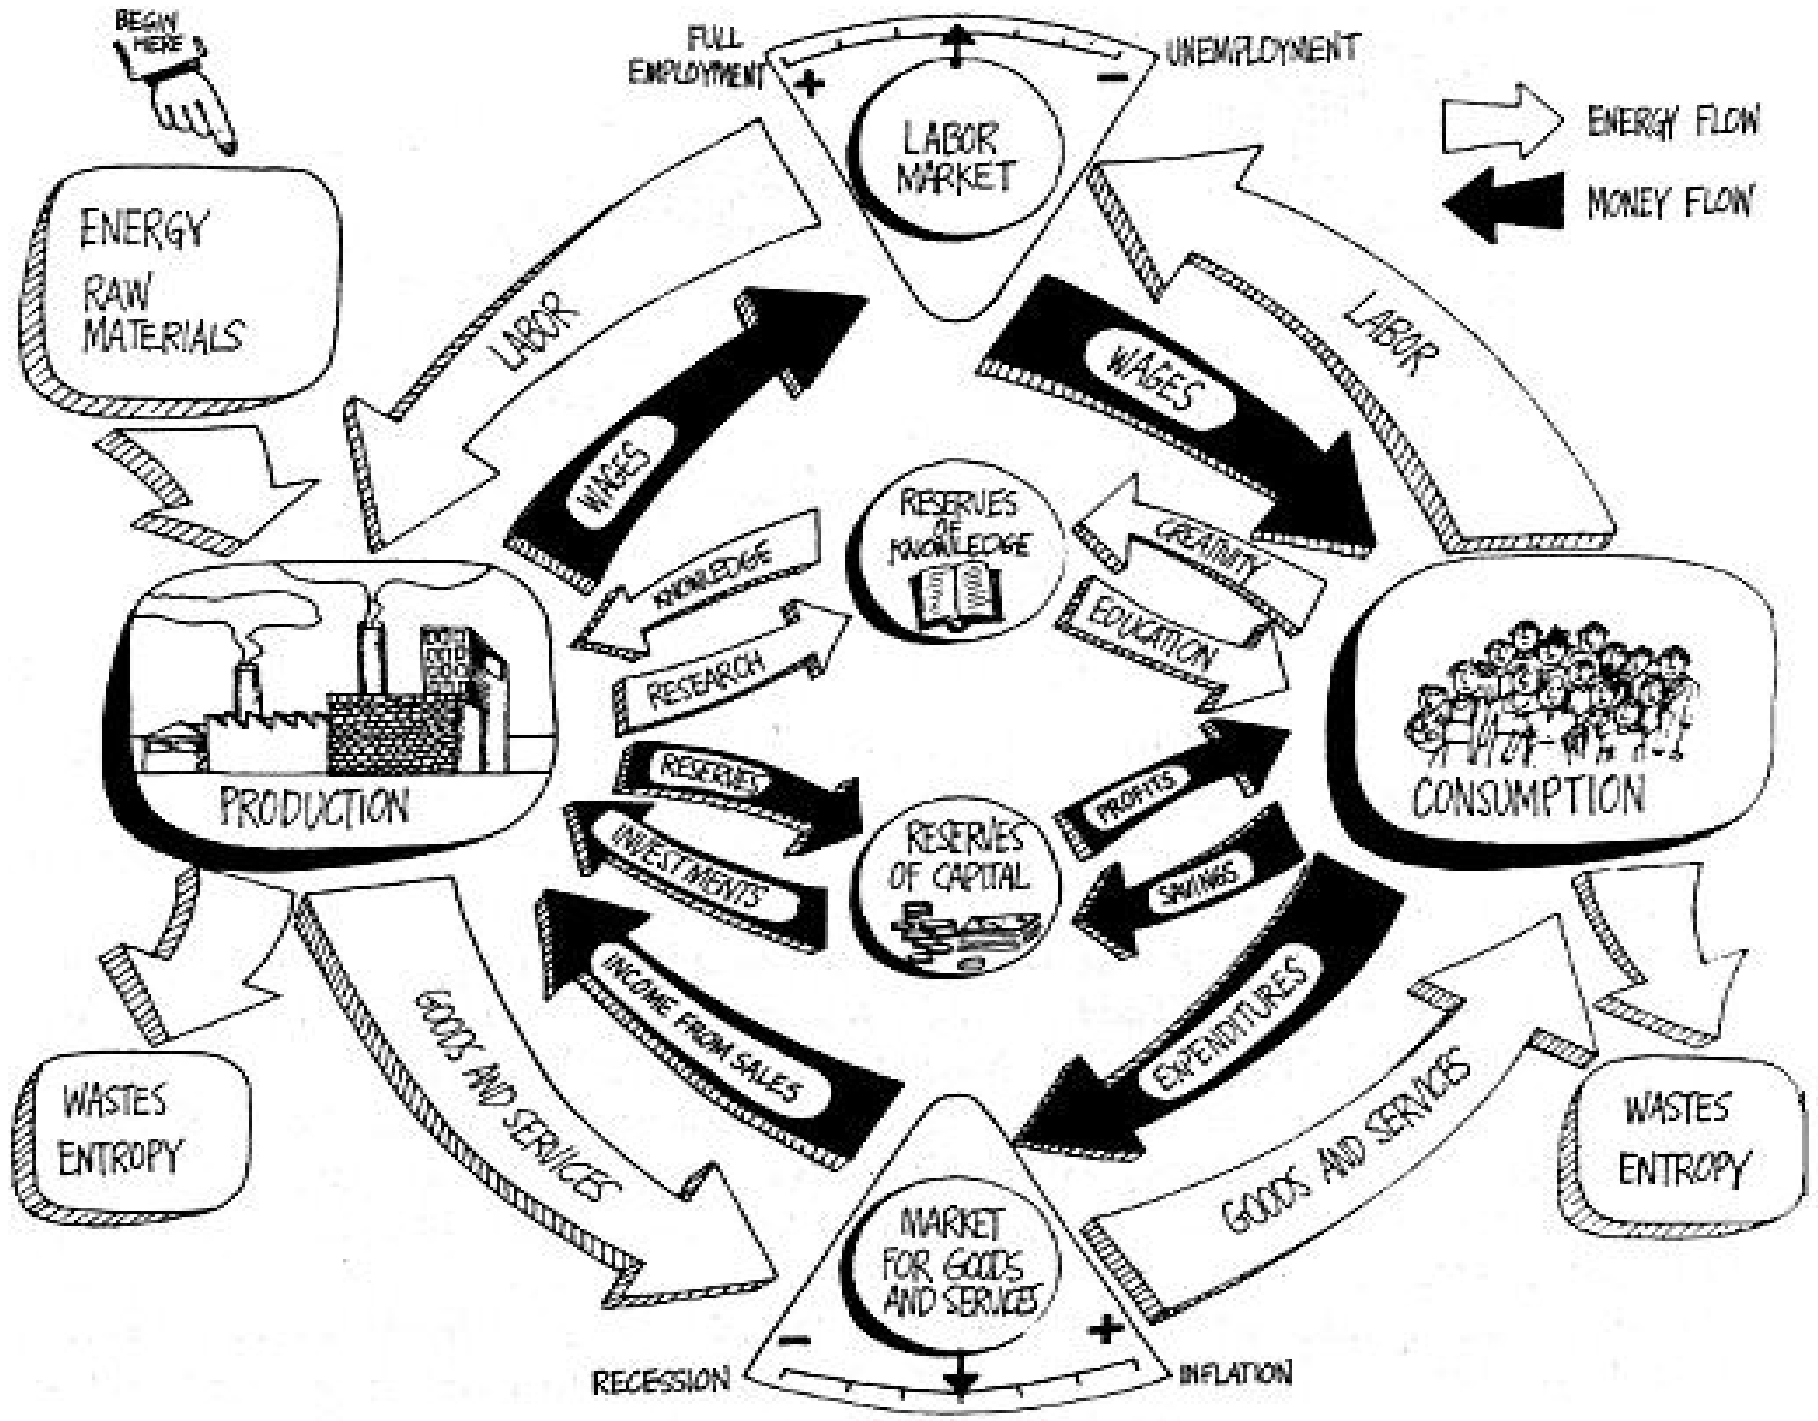 BEGIN
HERE
FULL
EMPLOYMENT
+
-
UNEMPLOYMENT
LABOR
MARKET
ENERGY FLOW
MONEY FLOW
ENERGY
RAW
MATERIALS
LABOR
WAGES
WAGES
LABOR
RESERVES
OF
KNOWLEDGE
KNOWLEDGE
RESEARCH
CREATIVITY
EDUCATION
PRODUCTION
RESERVES
INVESTMENTS
RESERVES
OF CAPITAL
PROFITS
SAVINGS
CONSUMPTION
INCOME FROM SALES
EXPENDITURES
GOODS AND SERVICES
GOODS AND SERVICES
WASTES
ENTROPY
WASTES
ENTROPY
MARKET
FOR GOODS
AND SERVICES
-
+
RECESSION
INFLATION